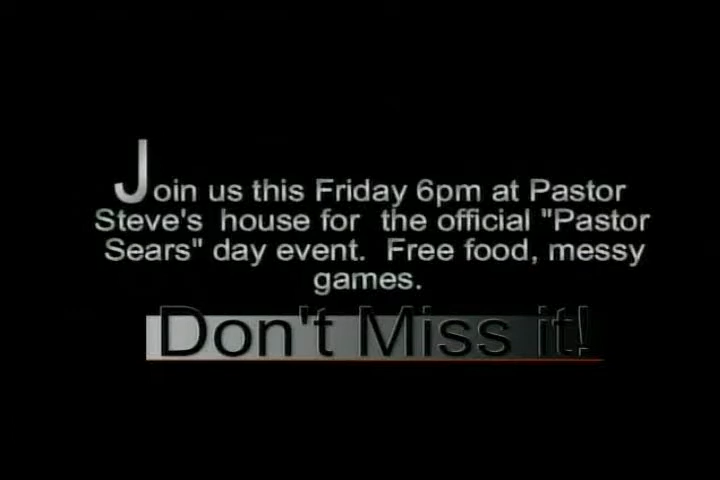 Join us this Friday 6pm at Pastor
Steve's house for the official "Pastor
Sears" day event. Free food, messy
games.
Don't Miss it!